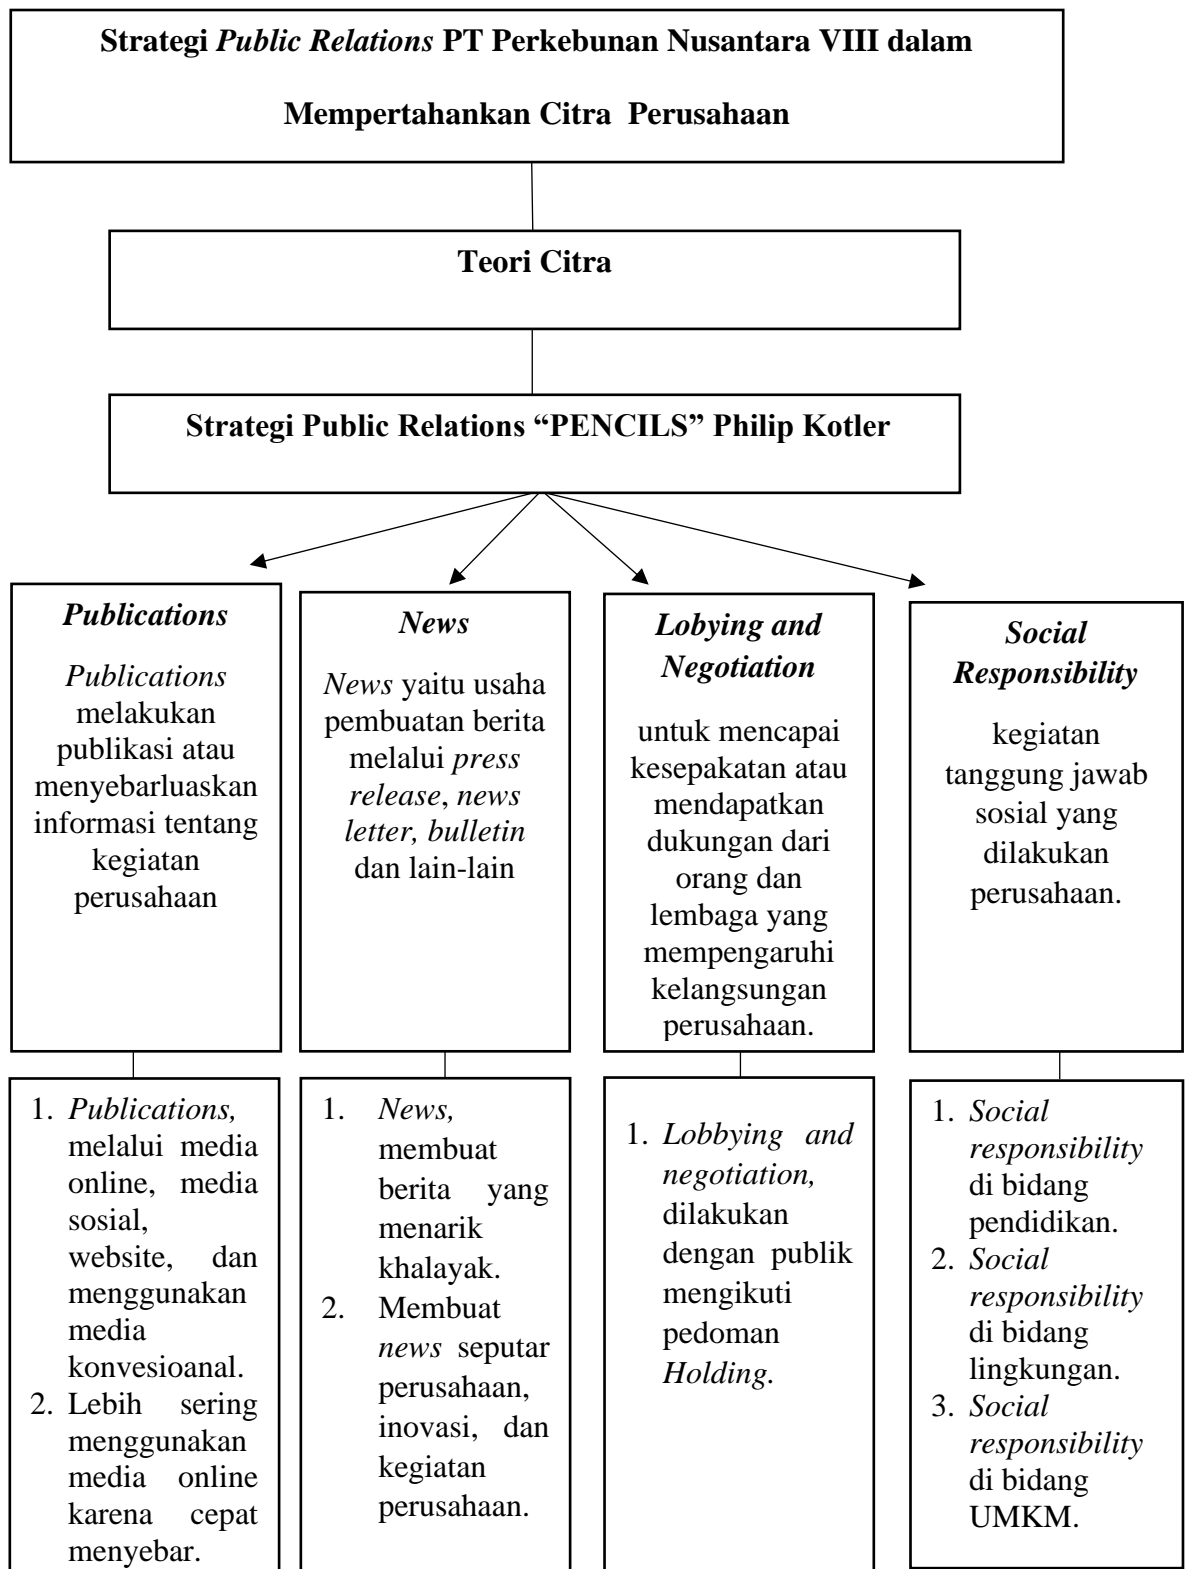 Strategi Public Relations PT Perkebunan Nusantara VIII dalam
Mempertahankan Citra Perusahaan
Teori Citra
Strategi Public Relations “PENCILS” Philip Kotler
Publications
Publications
melakukan
publikasi atau
menyebarluaskan
informasi tentang
kegiatan
perusahaan
News
News yaitu usaha
pembuatan berita
melalui press
release, news
letter, bulletin
dan lain-lain
Lobying and
Negotiation
untuk mencapai
kesepakatan atau
mendapatkan
dukungan dari
orang dan
lembaga yang
mempengaruhi
kelangsungan
perusahaan.
Social
Responsibility
kegiatan
tanggung jawab
sosial yang
dilakukan
perusahaan.
1. Publications,
melalui media
online, media
sosial,
website, dan
menggunakan
media
konvesioanal.
2. Lebih sering
menggunakan
media online
karena cepat
menyebar.
1. News,
membuat
berita yang
menarik
khalayak.
2. Membuat
news seputar
perusahaan,
inovasi, dan
kegiatan
perusahaan.
1. Lobbying and
negotiation,
dilakukan
dengan publik
mengikuti
pedoman
Holding.
1. Social
responsibility
di bidang
pendidikan.
2. Social
responsibility
di bidang
lingkungan.
3. Social
responsibility
di bidang
UMKM.